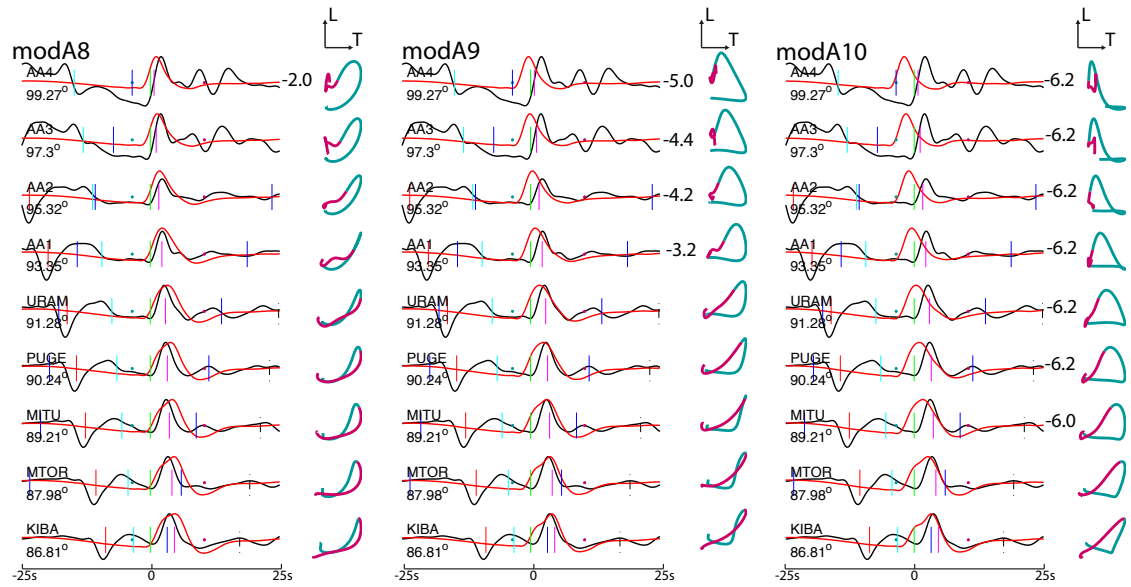 L
T
modA8
AA4
99.27°
-2.0
AA3
97.3°
AA2
95.32°
AA1
93.35°
URAM
91.28°
PUGE
90.24°
MITU
89.21°
MTOR
87.98°
KIBA
86.81°
-25s 0 25s
L
T
modA9
AA4
99.27°
-5.0
AA3
97.3°
-4.4
AA2
95.32°
-4.2
AA1
93.35°
-3.2
URAM
91.28°
PUGE
90.24°
MITU
89.21°
MTOR
87.98°
KIBA
86.81°
-25s 0 25s
L
T
modA10
AA4
99.27°
-6.2
AA3
97.3°
-6.2
AA2
95.32°
-6.2
AA1
93.35°
-6.2
URAM
91.28°
-6.2
PUGE
90.24°
-6.2
MITU
89.21°
-6.0
MTOR
87.98°
KIBA
86.81°
-25s 0 25s